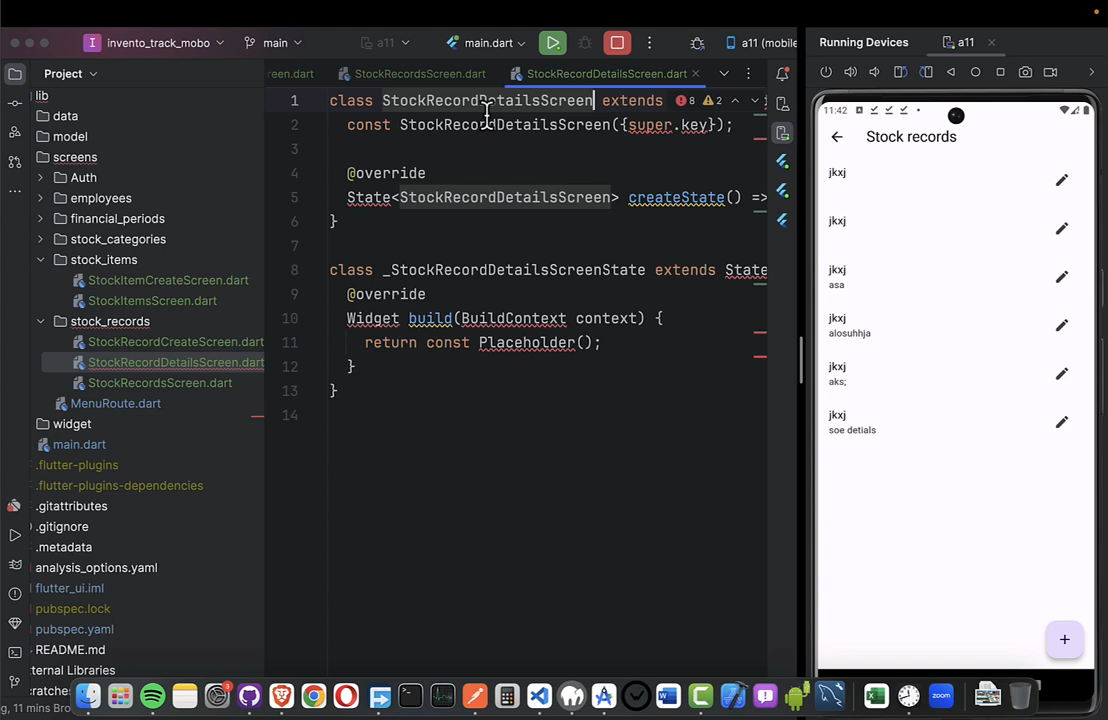 invento_track_mobo
main
a11
main.dart
a11 (mobile
Running Devices
a11
Project
reen.dart
StockRecordsScreen.dart
StockRecordDetailsScreen.dart
lib
data
model
screens
Auth
employees
financial_periods
stock_categories
stock_items
StockItemCreateScreen.dart
StockItemsScreen.dart
stock_records
StockRecordCreateScreen.dart
StockRecordDetailsScreen.dart
StockRecordsScreen.dart
MenuRoute.dart
widget
main.dart
.flutter-plugins
.flutter-plugins-dependencies
.gitattributes
.gitignore
.metadata
analysis_options.yaml
flutter_ui.iml
pubspec.lock
pubspec.yaml
README.md
ternal Libraries
cratches
g, 11 mins
1 class StockRecordDetailsScreen extends 8 2
2 const StockRecordDetailsScreen({super.key});
3
4 @override
5 State<StockRecordDetailsScreen> createState() =>
6 }
7
8 class _StockRecordDetailsScreenState extends State
9 @override
10 Widget build(BuildContext context) {
11 return const Placeholder();
12 }
13 }
14
11:42
Stock records
jkxj
jkxj
jkxj
asa
jkxj
alosuhhja
jkxj
aks;
jkxj
soe detials
+
3
zoom